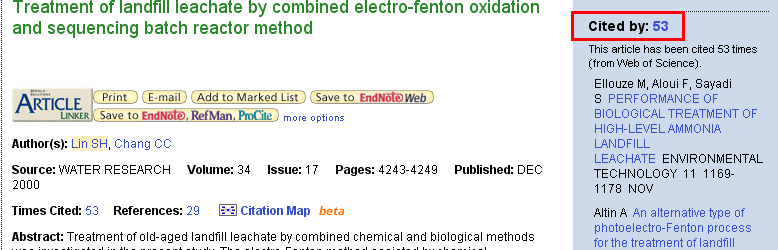 Treatment of landfill leachate by combined electro-fenton oxidation
and sequencing batch reactor method
ARTICLE
LINKER
Print
E-mail
Add to Marked List
Save to EndNote Web
Save to EndNote, RefMan, ProCite
more options
Author(s): Lin SH, Chang CC
Source: WATER RESEARCH Volume: 34 Issue: 17 Pages: 4243-4249 Published: DEC
2000
Times Cited: 53 References: 29 Citation Map beta
Abstract: Treatment of old-aged landfill leachate by combined chemical and biological methods
was investigated in the present study. The electro-Fenton method assisted by chemical
Cited by: 53
This article has been cited 53 times
(from Web of Science).
Ellouze M, Aloui F, Sayadi
S PERFORMANCE OF
BIOLOGICAL TREATMENT OF
HIGH-LEVEL AMMONIA
LANDFILL
LEACHATE ENVIRONMENTAL
TECHNOLOGY 11 1169-
1178 NOV
Altin A An alternative type of
photoelectro-Fenton process
for the treatment of landfill